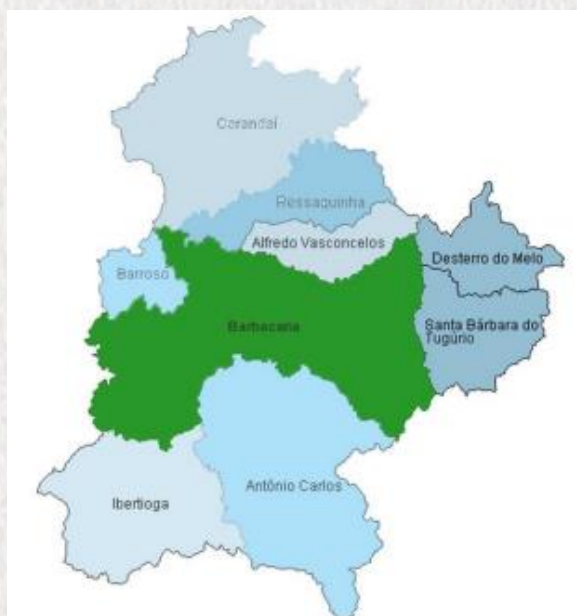 Carandaí
Ressaquinha
Alfredo Vasconcelos
Desterro do Melo
Barroso
Barbacena
Santa Bárbara do
Tugúrio
Antônio Carlos
Ibertioga